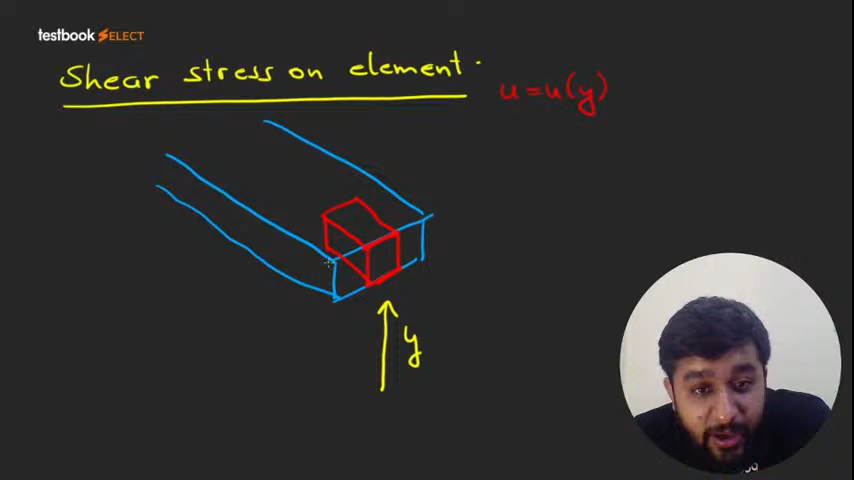 testbook SELECT
Shear stress on element.
u = u(y)
y